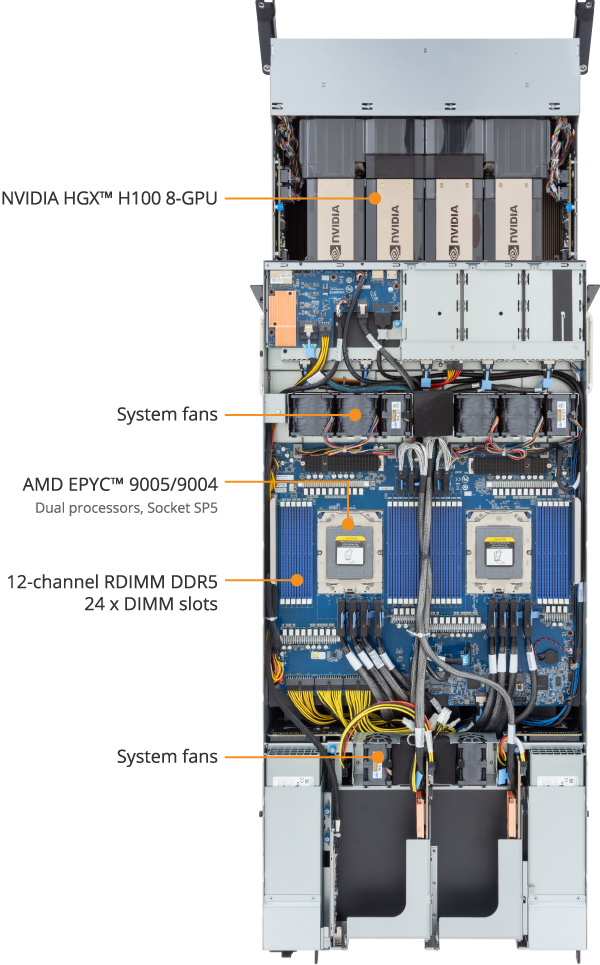 NVIDIA HGX™ H100 8-GPU
NVIDIA
NVIDIA
NVIDIA
NVIDIA
System fans
AMD EPYC™ 9005/9004
Dual processors, Socket SP5
12-channel RDIMM DDR5
24 x DIMM slots
System fans